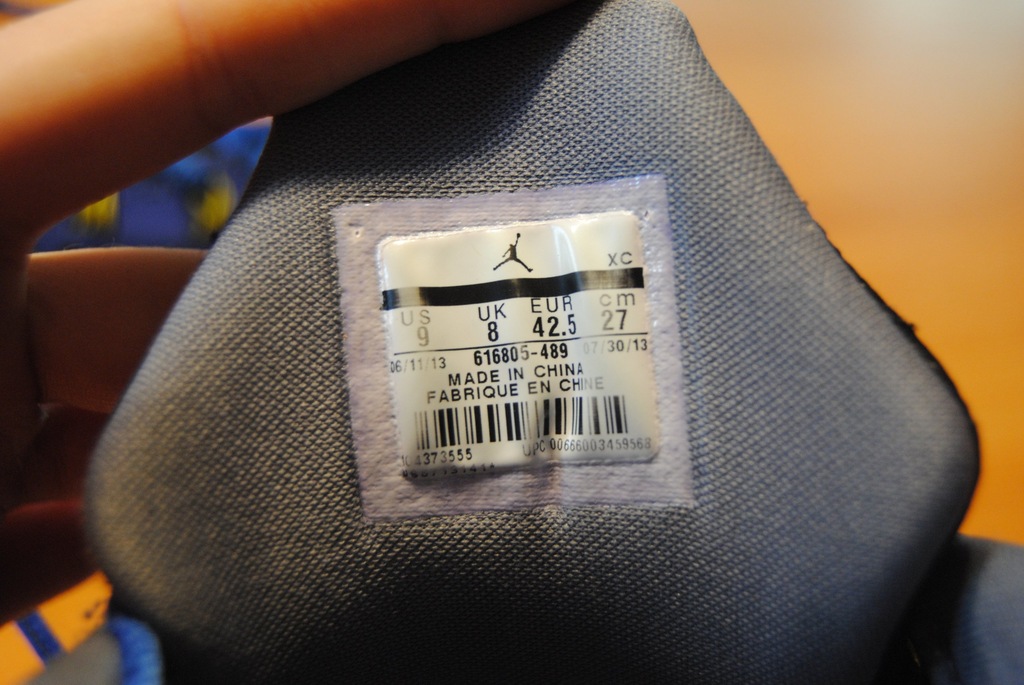 XC
US UK EUR cm
9 8 42.5 27
06/11/13 616805-489 07/30/13
MADE IN CHINA
FABRIQUE EN CHINE
4373555 UPC 00666003459568